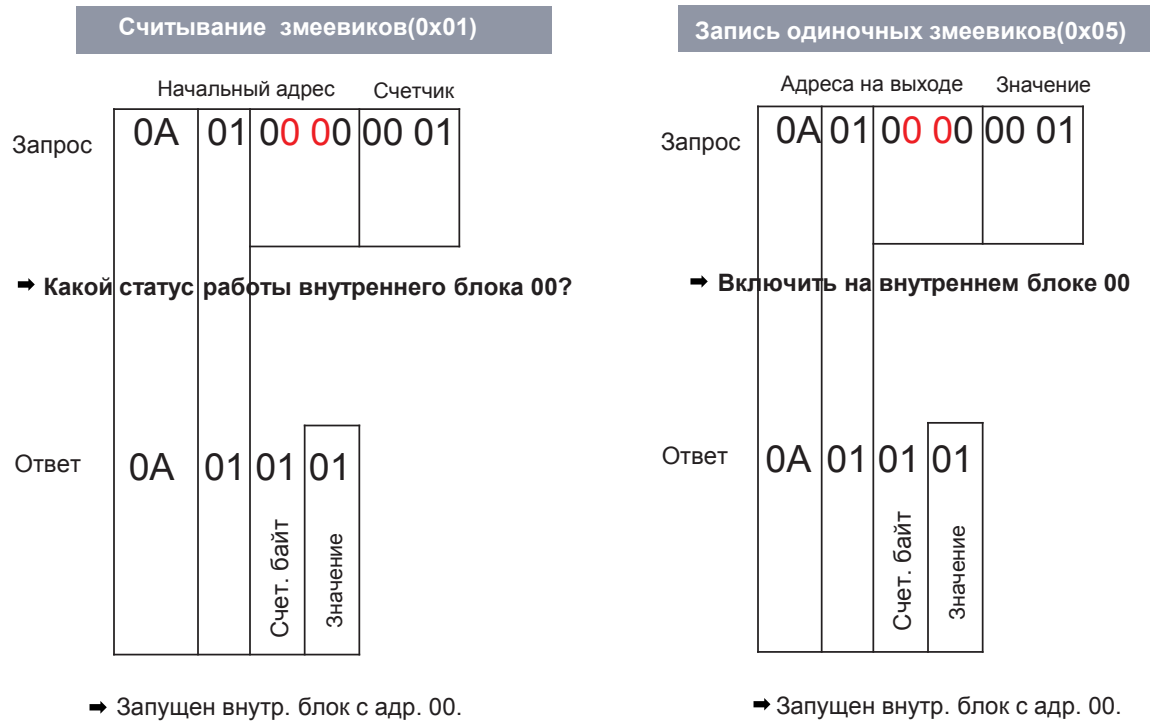 Считывание змеевиков(0x01)
Начальный адрес Счетчик
Запрос 0A 01 00 00 00 01
➡ Какой статус работы внутреннего блока 00?
Ответ 0A 01 01 01
Счет. байт
Значение
➡ Запущен внутр. блок с адр. 00.
Запись одиночных змеевиков(0x05)
Адреса на выходе Значение
Запрос 0A 01 00 00 00 01
➡ Включить на внутреннем блоке 00
Ответ 0A 01 01 01
Счет. байт
Значение
➡ Запущен внутр. блок с адр. 00.